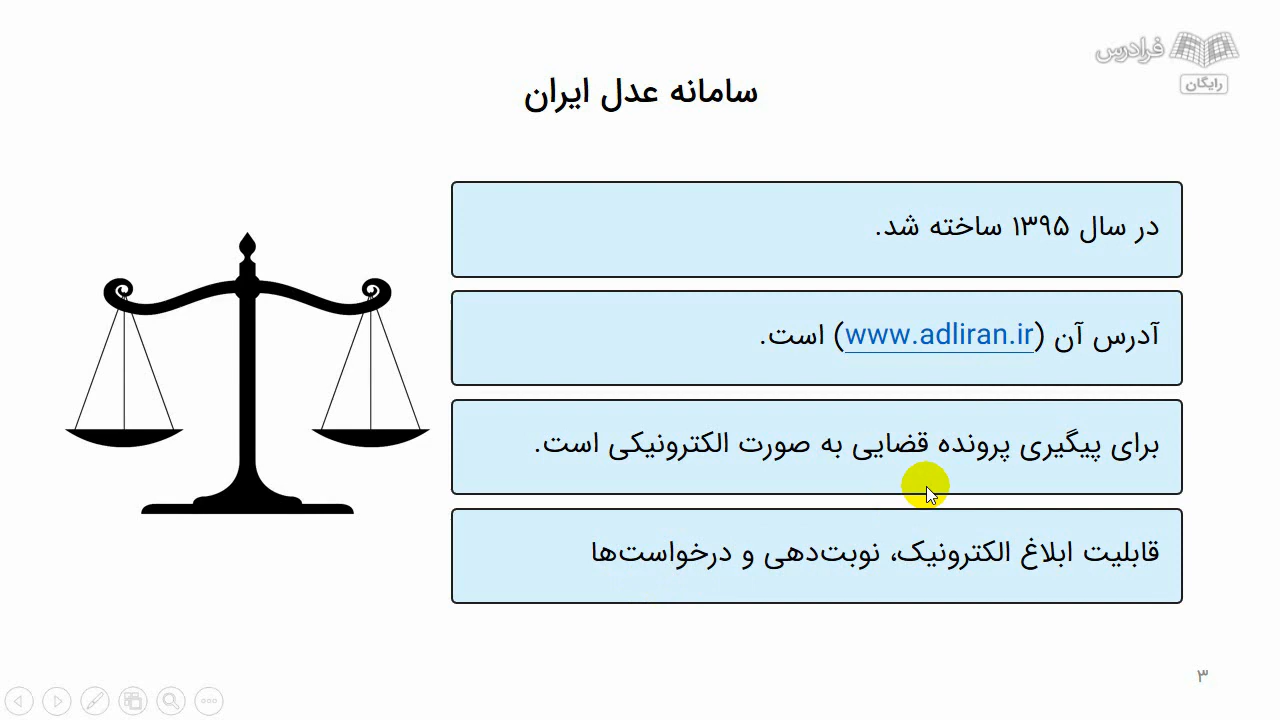 فرادرس
رایگان
سامانه عدل ایران
در سال ۱۳۹۵ ساخته شد.
آدرس آن (www.adliran.ir) است.
برای پیگیری پرونده قضایی به صورت الکترونیکی است.
قابلیت ابلاغ الکترونیک، نوبت‌دهی و درخواست‌ها
۳